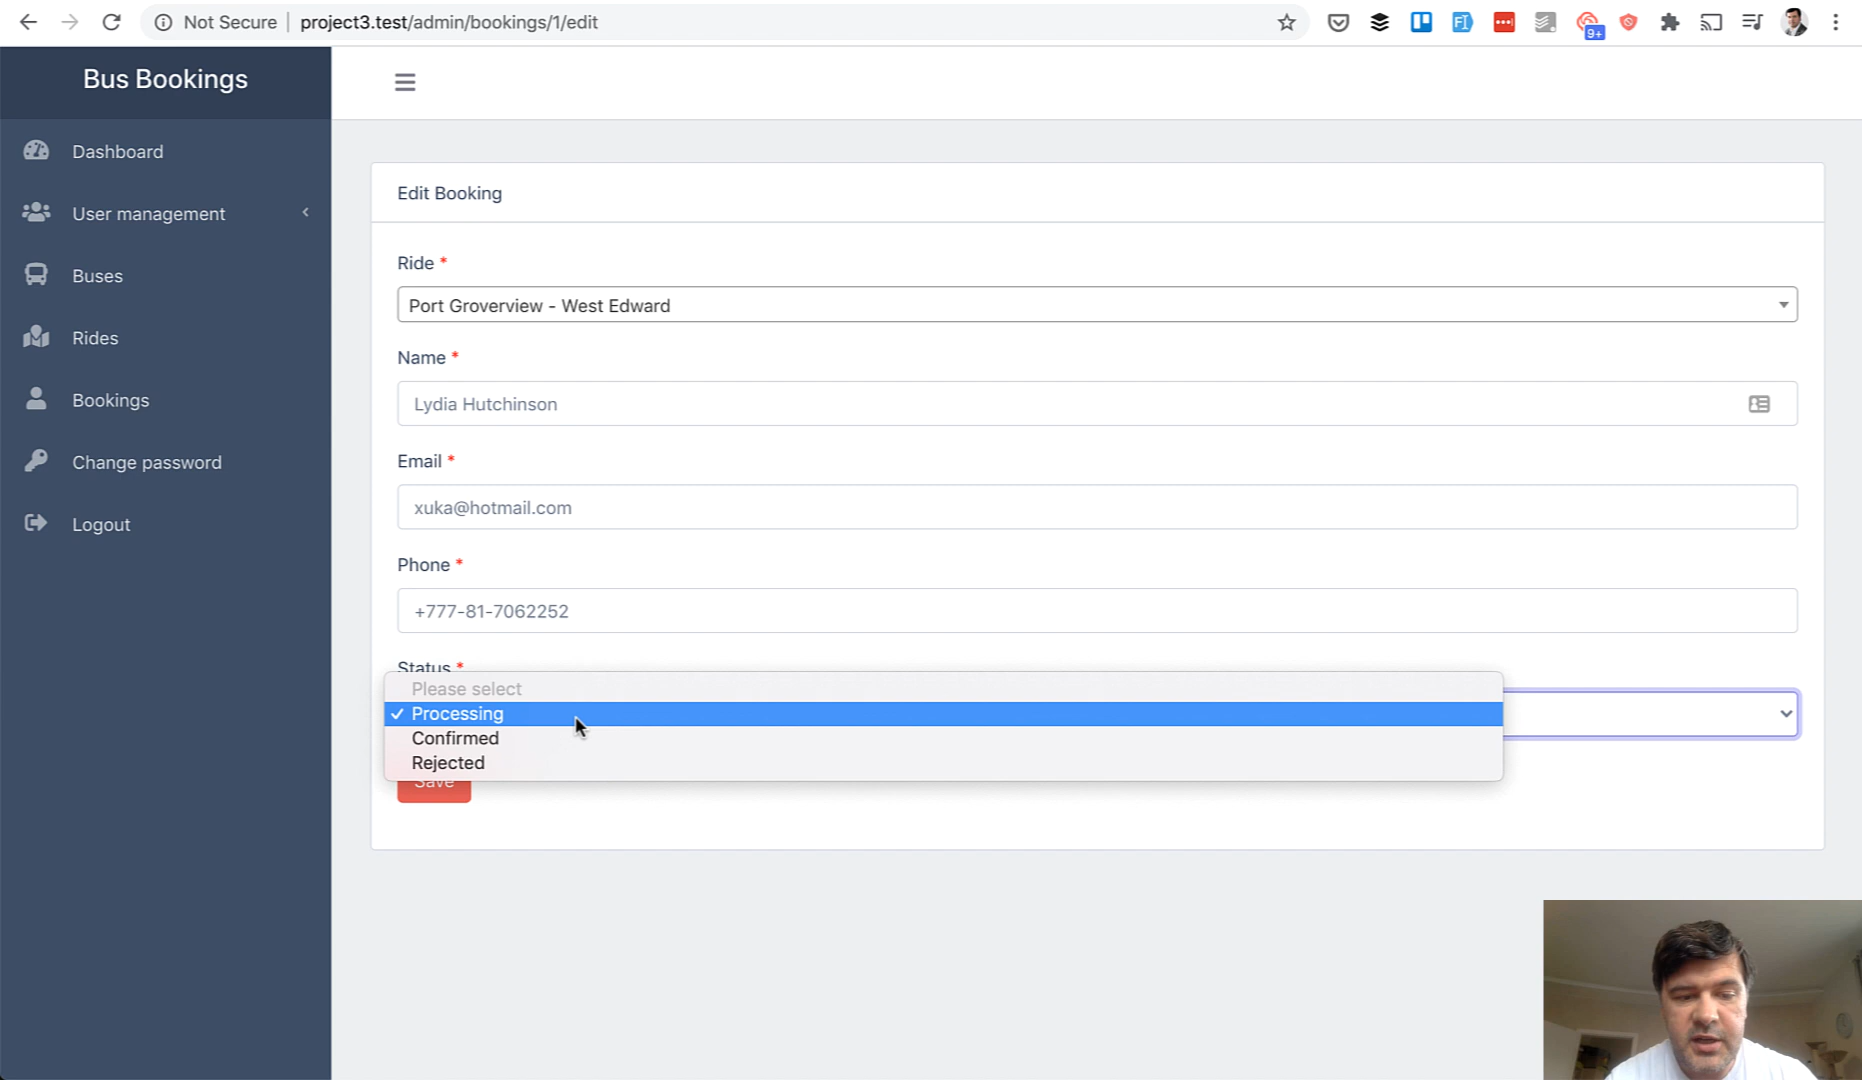 Not Secure | project3.test/admin/bookings/1/edit
9+
Bus Bookings
Dashboard
User management
Buses
Rides
Bookings
Change password
Logout
Edit Booking
Ride *
Port Groverview - West Edward
Name *
Lydia Hutchinson
Email *
xuka@hotmail.com
Phone *
+777-81-7062252
Status *
Please select
✓ Processing
Confirmed
Rejected
Save